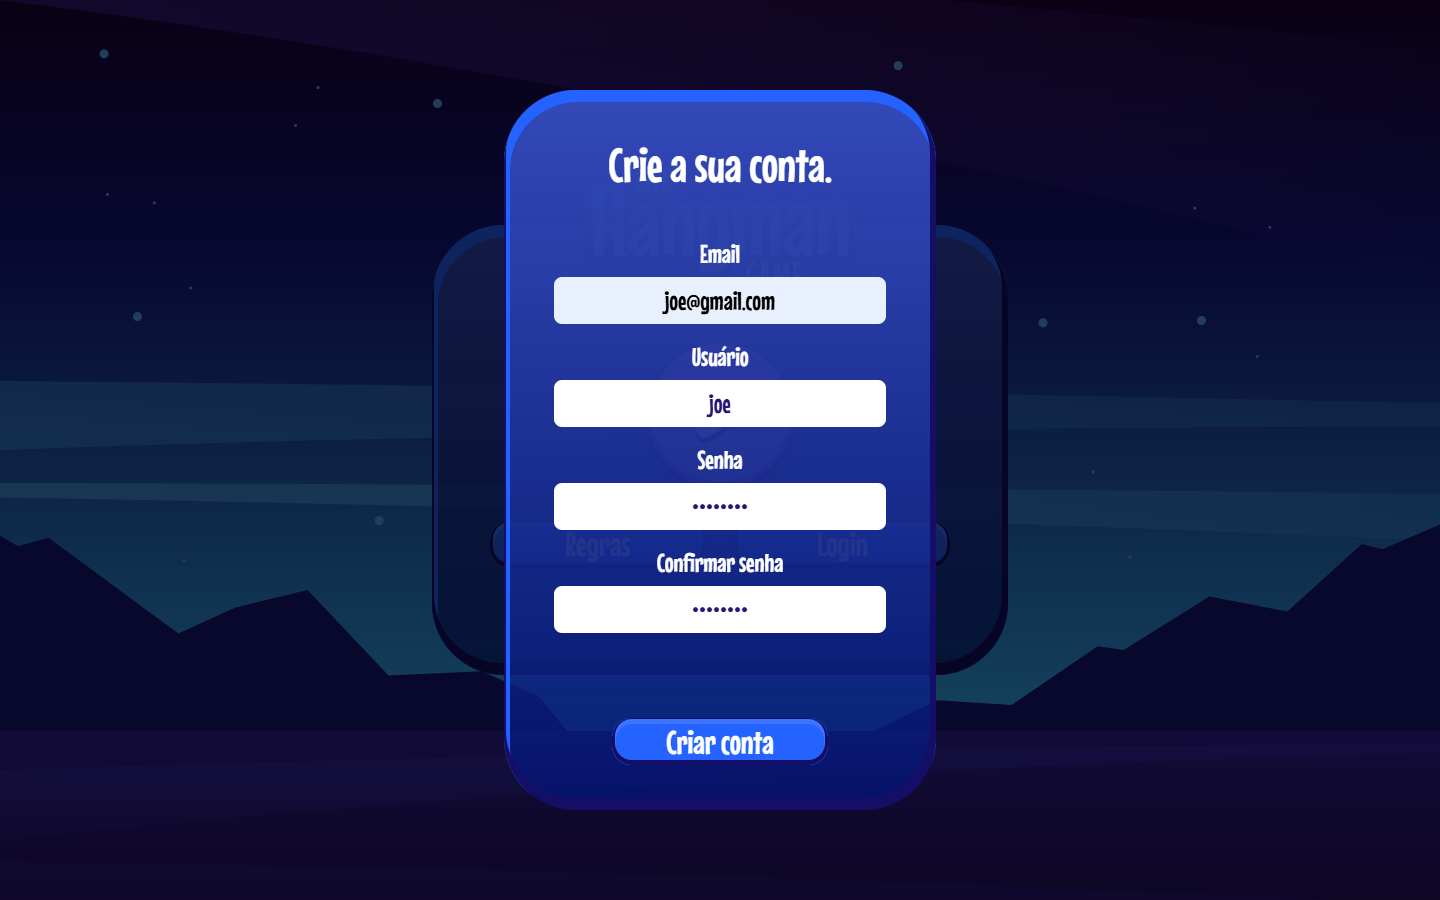 Crie a sua conta.
Hangman
GAME
Email
joe@gmail.com
Usuário
joe
Senha
••••••••
Regras
Login
Confirmar senha
••••••••
Criar conta